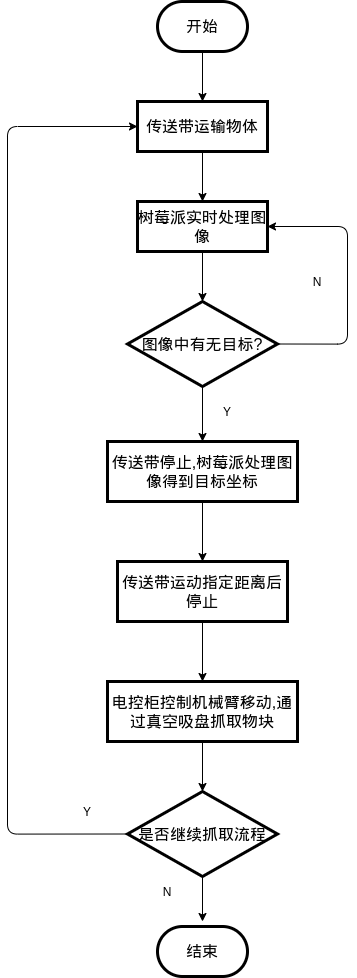 开始
传送带运输物体
树莓派实时处理图
像
N
图像中有无目标?
Y
传送带停止,树莓派处理图
像得到目标坐标
传送带运动指定距离后
停止
电控柜控制机械臂移动,通
过真空吸盘抓取物块
Y
是否继续抓取流程
N
结束